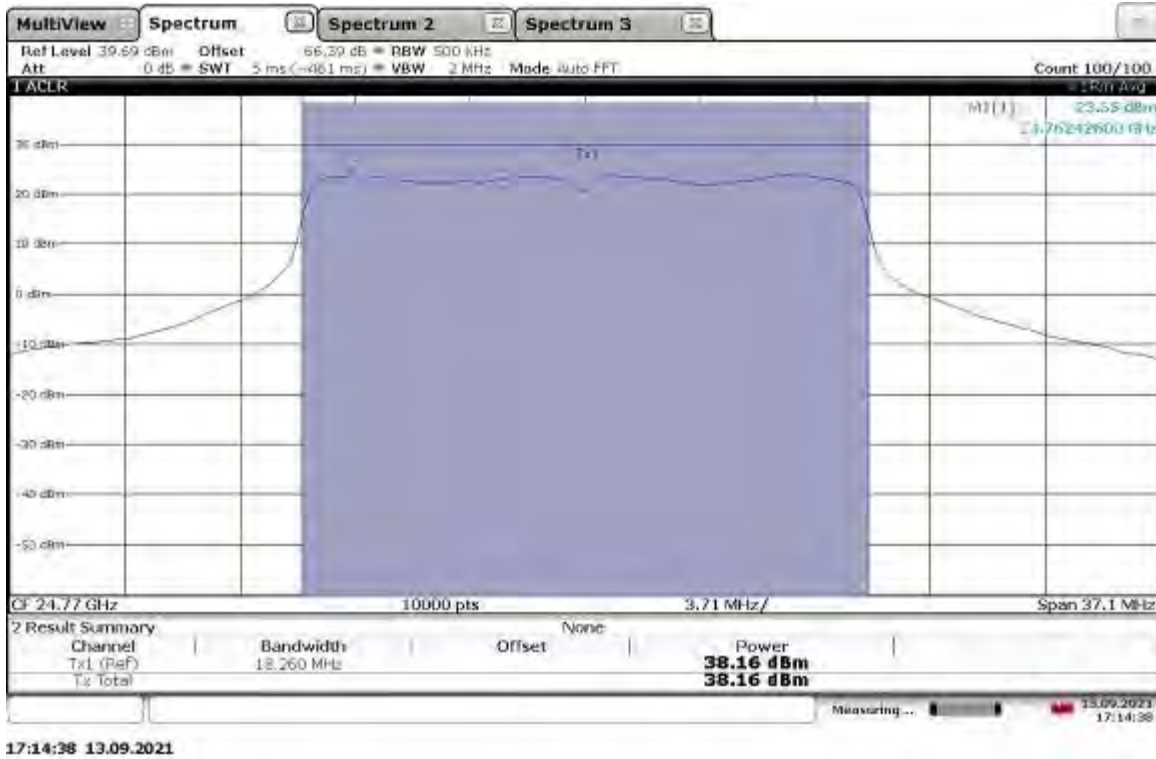 MultiView Spectrum Spectrum 2 Spectrum 3
Ref Level 39.69 dBm Offset 66.39 dB RBW 500 kHz
Att 0 dB SWT 5 ms (~461 ms) VBW 2 MHz Mode Auto FFT Count 100/100
1 ACLR 1Rm Avg
M1[1] 23.55 dBm
24.76242600 GHz
Tx1
20 dBm
10 dBm
0 dBm
-10 dBm
-20 dBm
-30 dBm
-40 dBm
-50 dBm
CF 24.77 GHz 10000 pts 3.71 MHz/ Span 37.1 MHz
2 Result Summary None
Channel Bandwidth Offset Power
Tx1 (Ref) 18.260 MHz 38.16 dBm
Tx Total 38.16 dBm
Measuring... 13.09.2021
17:14:38
17:14:38 13.09.2021